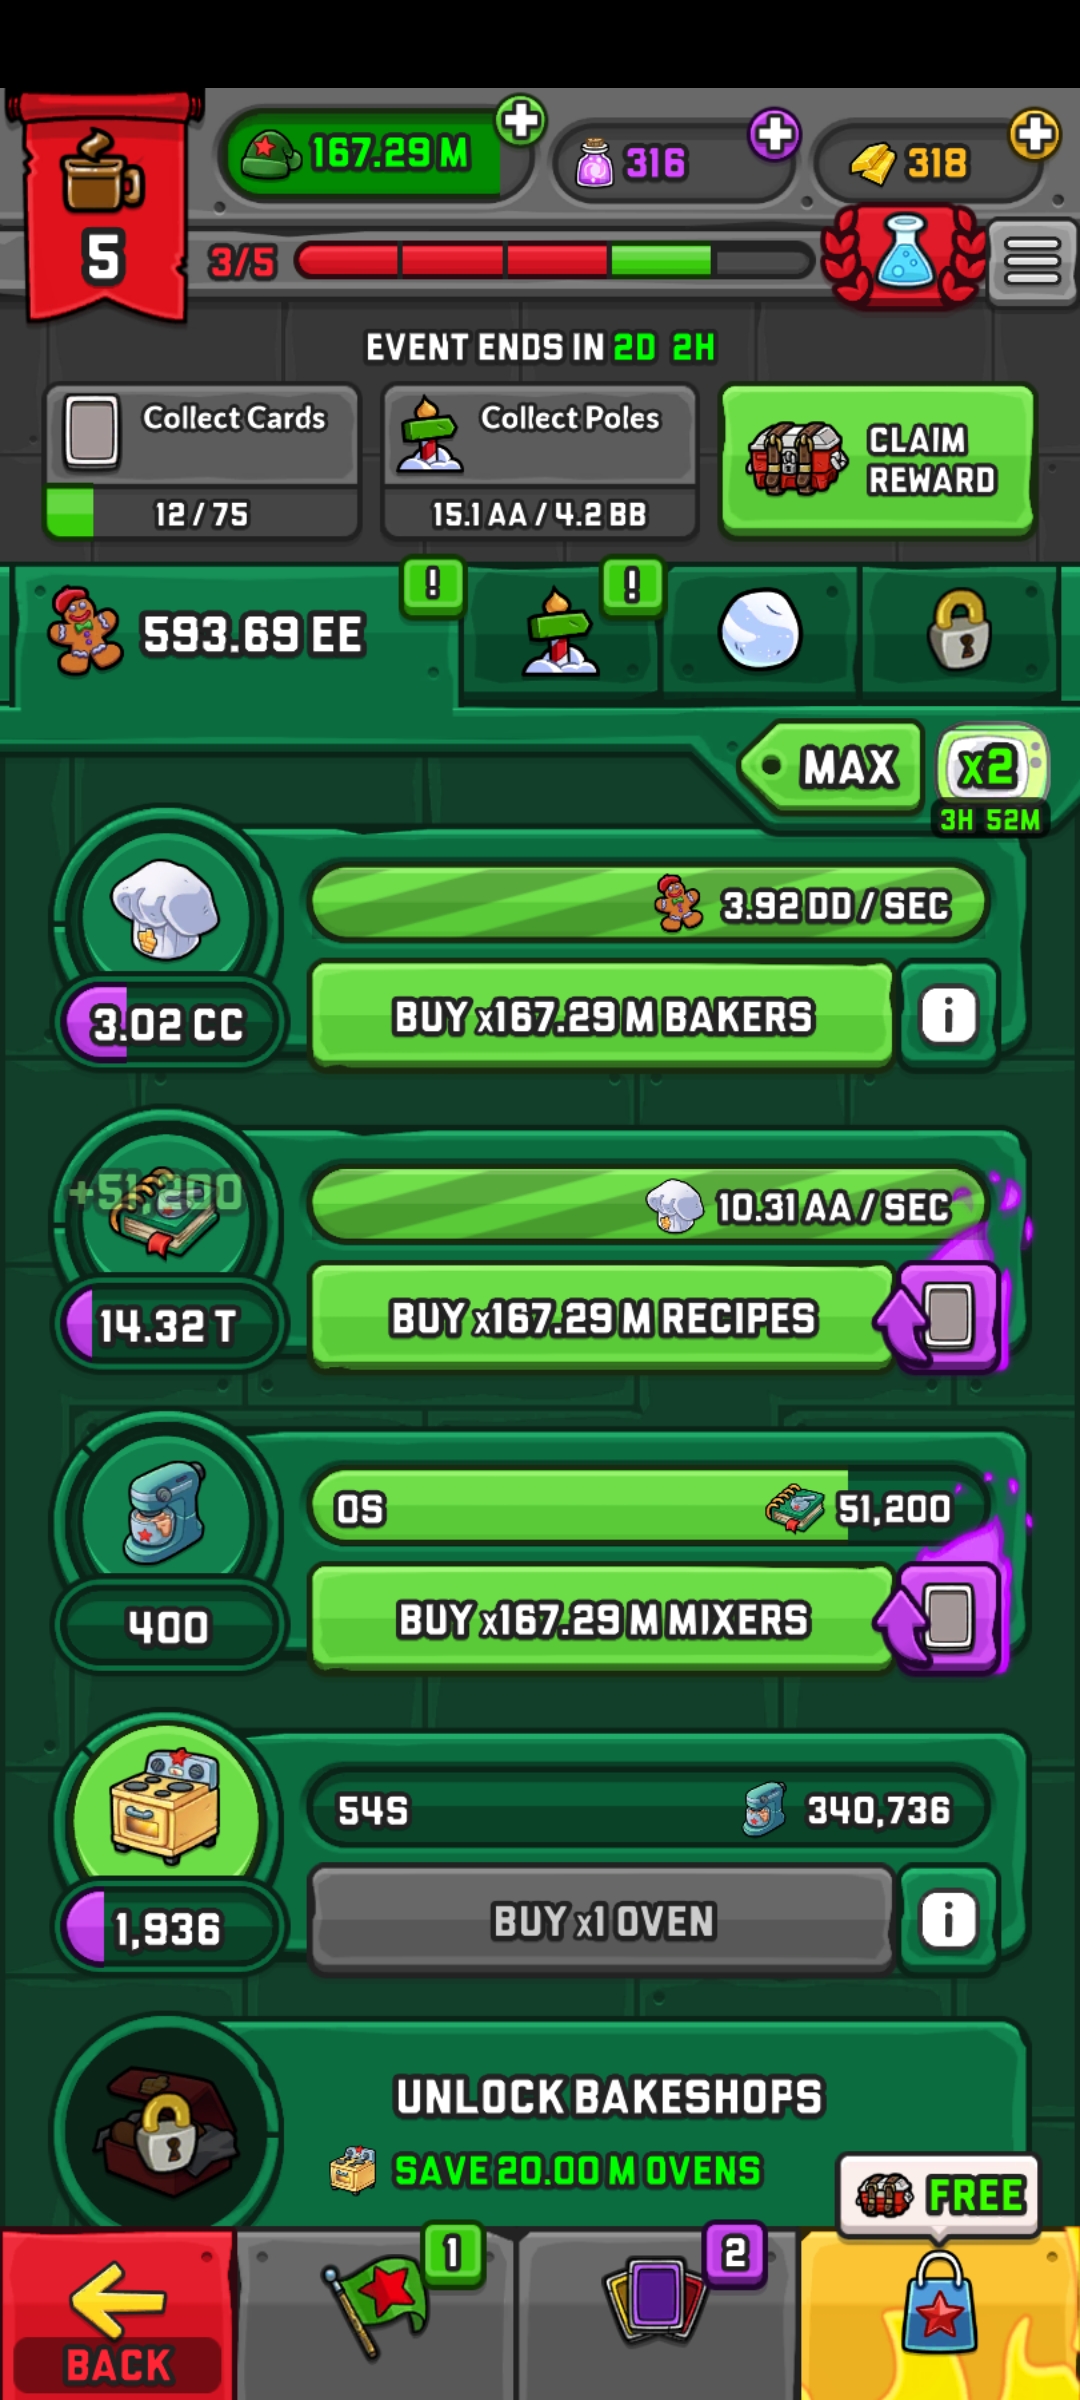 167.29 M
316
318
5
3/5
EVENT ENDS IN 2D 2H
Collect Cards
12 / 75
Collect Poles
15.1 AA / 4.2 BB
CLAIM
REWARD
593.69 EE
!
!
MAX
x2
3H 52M
3.92 DD / SEC
3.02 CC
BUY x167.29 M BAKERS
i
+51,200
10.31 AA / SEC
14.32 T
BUY x167.29 M RECIPES
0S
51,200
400
BUY x167.29 M MIXERS
54S
340,736
1,936
BUY x1 OVEN
i
UNLOCK BAKESHOPS
SAVE 20.00 M OVENS
FREE
1
2
BACK